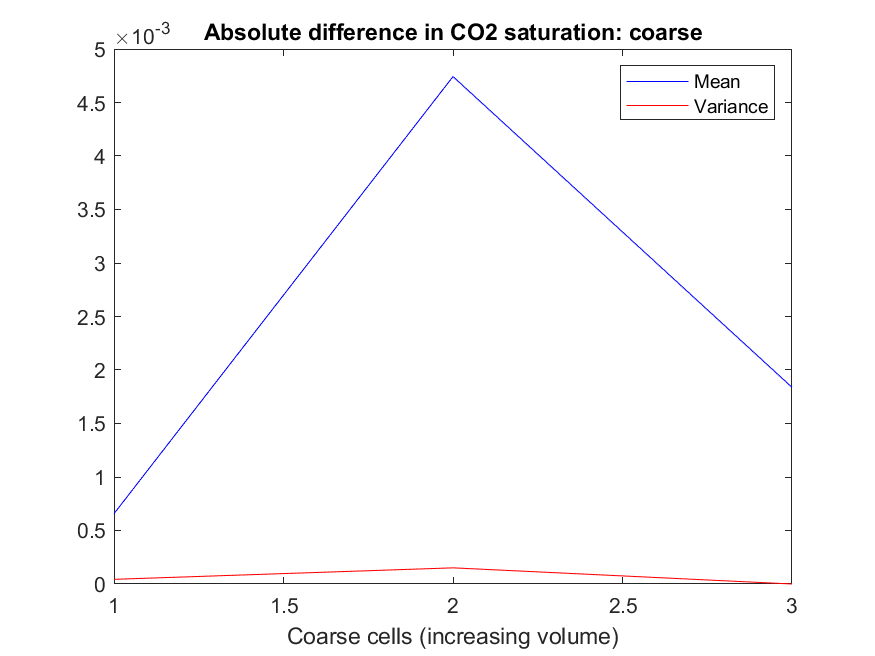 ×10-3
Absolute difference in CO2 saturation: coarse
Mean
Variance
5
4.5
4
3.5
3
2.5
2
1.5
1
0.5
0
1 1.5 2 2.5 3
Coarse cells (increasing volume)